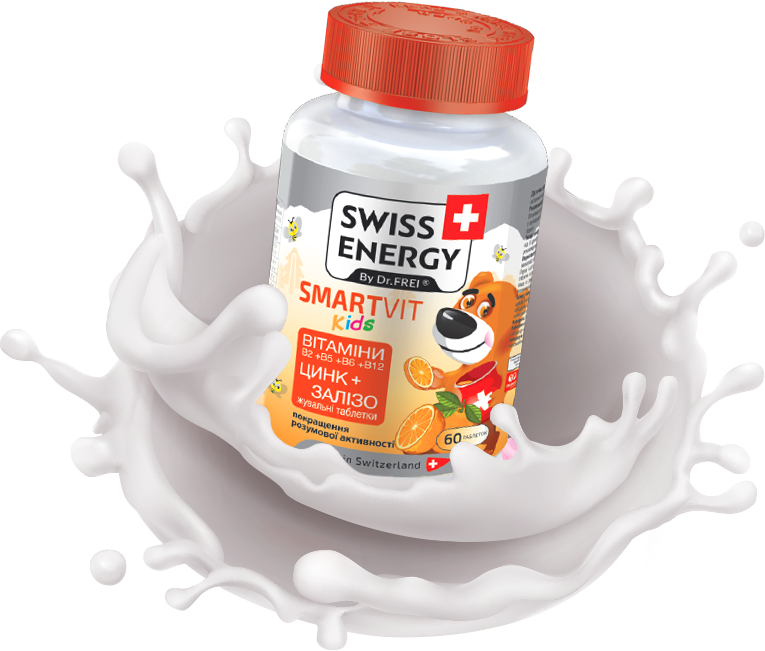 SWISS
ENERGY
By Dr.FREI ®
SMARTVIT
Kids
ВІТАМІНИ
B2 +B5 +B6 +B12
ЦИНК +
ЗАЛІЗО
жувальні таблетки
покращення
розумової активності
60 таблеток
in Switzerland